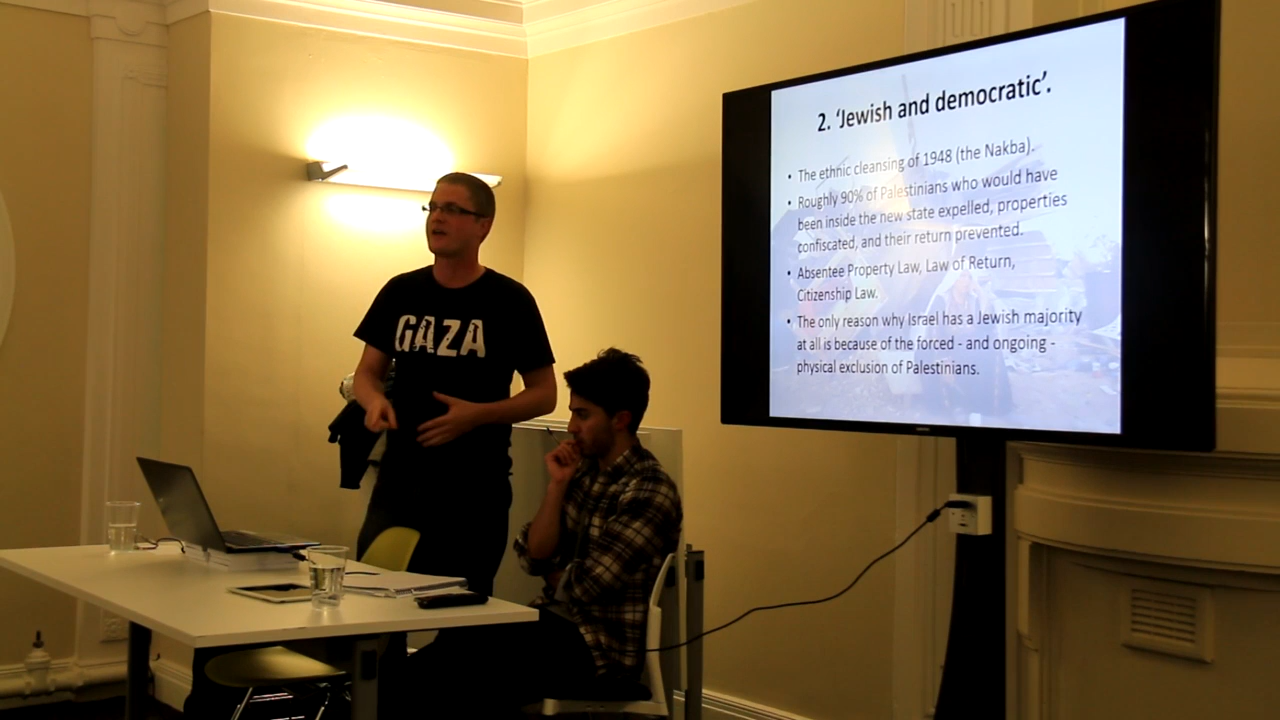 GAZA
2. 'Jewish and democratic'.
• The ethnic cleansing of 1948 (the Nakba).
• Roughly 90% of Palestinians who would have
been inside the new state expelled, properties
confiscated, and their return prevented.
• Absentee Property Law, Law of Return,
Citizenship Law.
• The only reason why Israel has a Jewish majority
at all is because of the forced - and ongoing -
physical exclusion of Palestinians.